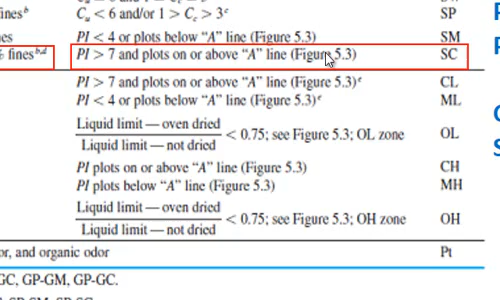 fines^b C_u < 6 and/or 1 > C_c > 3^e SP
es PI < 4 or plots below “A” line (Figure 5.3) SM
fines^b,d PI > 7 and plots on or above “A” line (Figure 5.3) SC
PI > 7 and plots on or above “A” line (Figure 5.3)^e CL
PI < 4 or plots below “A” line (Figure 5.3)^e ML
Liquid limit — oven dried
Liquid limit — not dried < 0.75; see Figure 5.3; OL zone OL
PI plots on or above “A” line (Figure 5.3) CH
PI plots below “A” line (Figure 5.3) MH
Liquid limit — oven dried
Liquid limit — not dried < 0.75; see Figure 5.3; OH zone OH
or, and organic odor Pt
GC, GP-GM, GP-GC.